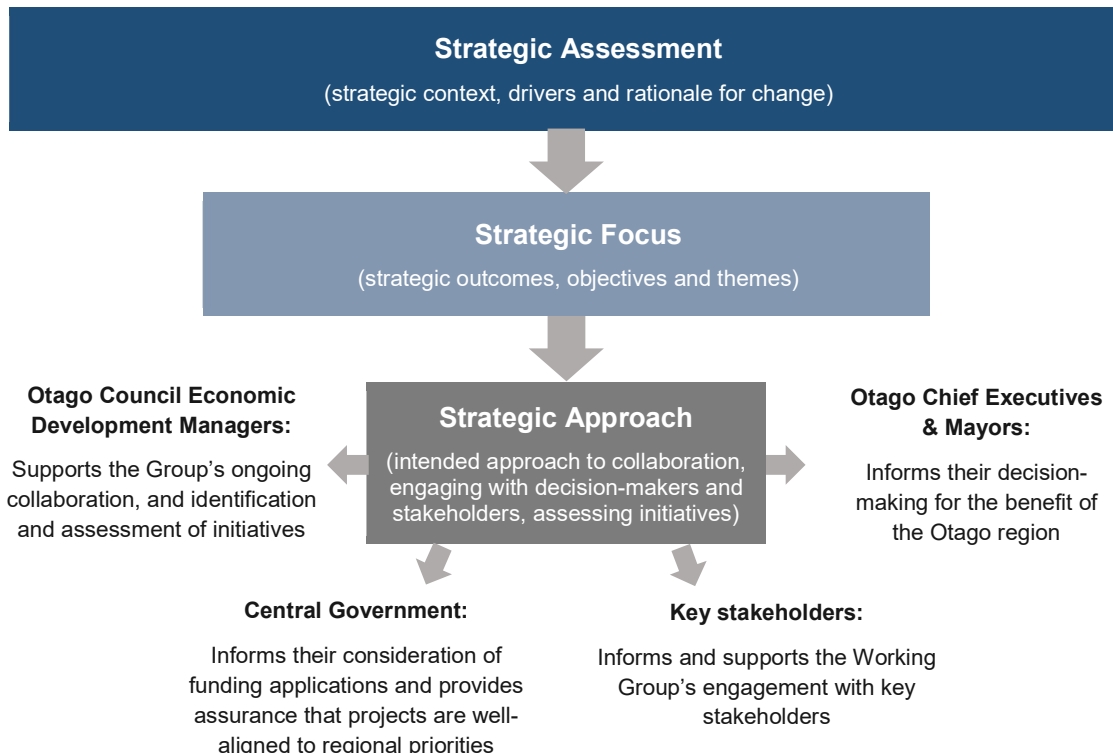 Strategic Assessment
(strategic context, drivers and rationale for change)
Strategic Focus
(strategic outcomes, objectives and themes)
Strategic Approach
(intended approach to collaboration,
engaging with decision-makers and
stakeholders, assessing initiatives)
Otago Council Economic
Development Managers:
Supports the Group's ongoing
collaboration, and identification
and assessment of initiatives
Otago Chief Executives
& Mayors:
Informs their decision-
making for the benefit of
the Otago region
Central Government:
Informs their consideration of
funding applications and provides
assurance that projects are well-
aligned to regional priorities
Key stakeholders:
Informs and supports the Working
Group's engagement with key
stakeholders